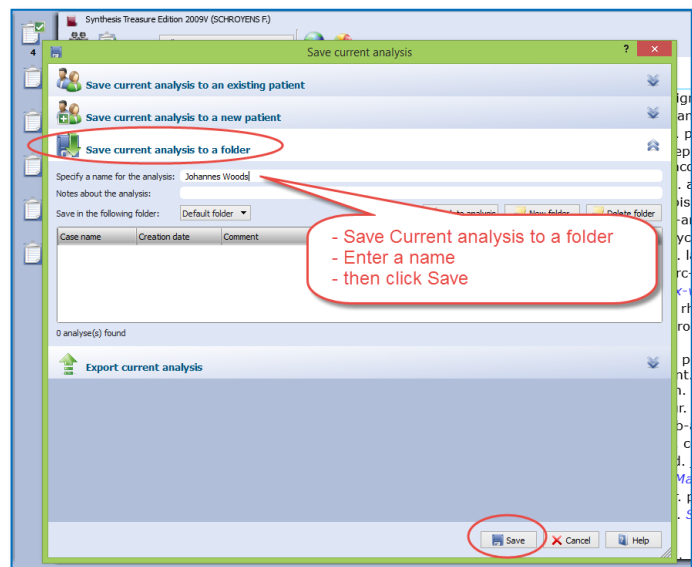 Synthesis Treasure Edition 2009V (SCHROYENS F.)
4
Save current analysis
?
Save current analysis to an existing patient
Save current analysis to a new patient
Save current analysis to a folder
Specify a name for the analysis: Johannes Woods
Notes about the analysis:
Save in the following folder: Default folder
analysis New folder Delete folder
Case name Creation date Comment
- Save Current analysis to a folder
- Enter a name
- then click Save
0 analyse(s) found
Export current analysis
Save Cancel Help